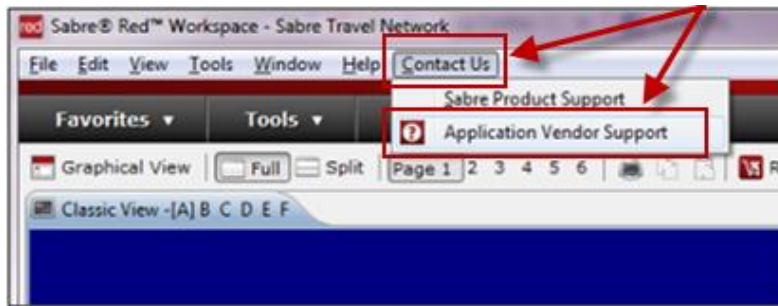 red Sabre® Red™ Workspace - Sabre Travel Network
File Edit View Tools Window Help Contact Us
Sabre Product Support
Favorites ▾ Tools ▾
Application Vendor Support
Graphical View Full Split Page 1 2 3 4 5 6 R
Classic View -[A] B C D E F